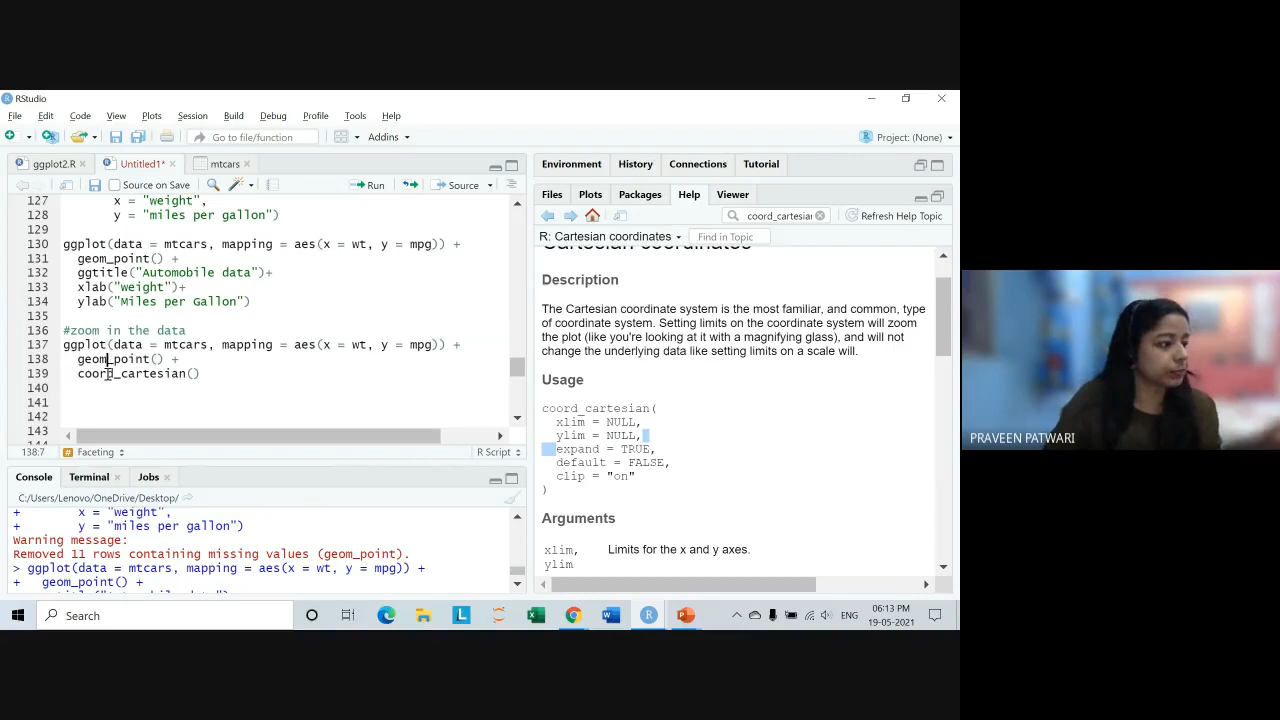 RStudio
File Edit Code View Plots Session Build Debug Profile Tools Help
Go to file/function Addins Project: (None)
ggplot2.R Untitled1* mtcars
Source on Save Run Source
127 x = "weight",
128 y = "miles per gallon")
129
130 ggplot(data = mtcars, mapping = aes(x = wt, y = mpg)) +
131 geom_point() +
132 ggtitle("Automobile data")+
133 xlab("weight")+
134 ylab("Miles per Gallon")
135
136 #zoom in the data
137 ggplot(data = mtcars, mapping = aes(x = wt, y = mpg)) +
138 geom_point() +
139 coord_cartesian()
140
141
142
143
138:7 Faceting R Script
Console Terminal Jobs
C:/Users/Lenovo/OneDrive/Desktop/
+ x = "weight",
+ y = "miles per gallon")
Warning message:
Removed 11 rows containing missing values (geom_point).
> ggplot(data = mtcars, mapping = aes(x = wt, y = mpg)) +
+ geom_point() +
Environment History Connections Tutorial
Files Plots Packages Help Viewer
coord_cartesian Refresh Help Topic
R: Cartesian coordinates Find in Topic
Cartesian coordinates
Description
The Cartesian coordinate system is the most familiar, and common, type
of coordinate system. Setting limits on the coordinate system will zoom
the plot (like you're looking at it with a magnifying glass), and will not
change the underlying data like setting limits on a scale will.
Usage
coord_cartesian(
xlim = NULL,
ylim = NULL,
expand = TRUE,
default = FALSE,
clip = "on"
)
Arguments
xlim, Limits for the x and y axes.
ylim
Search
ENG
06:13 PM
19-05-2021
PRAVEEN PATWARI